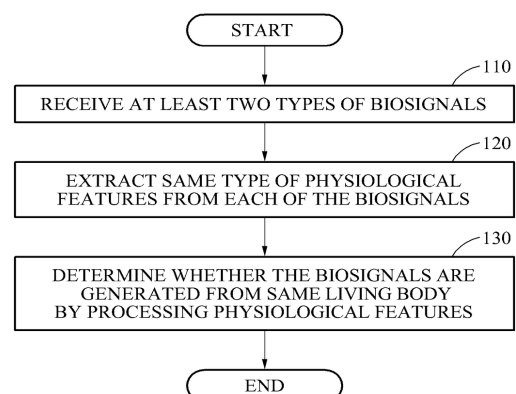 START
110
RECEIVE AT LEAST TWO TYPES OF BIOSIGNALS
120
EXTRACT SAME TYPE OF PHYSIOLOGICAL
FEATURES FROM EACH OF THE BIOSIGNALS
130
DETERMINE WHETHER THE BIOSIGNALS ARE
GENERATED FROM SAME LIVING BODY
BY PROCESSING PHYSIOLOGICAL FEATURES
END